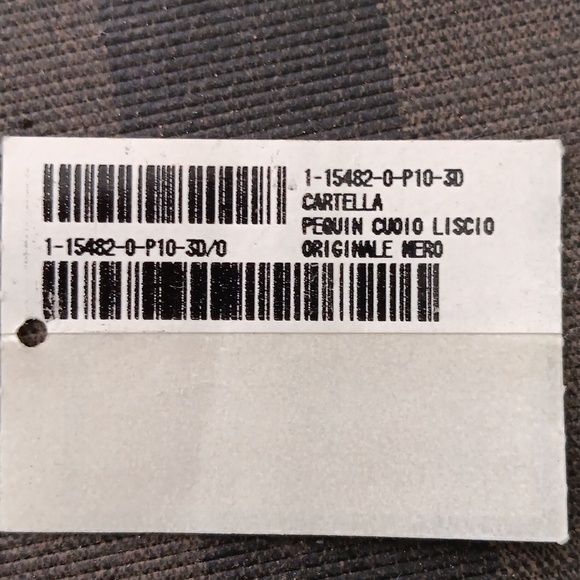 1-15482-0-P10-3D
CARTELLA
PEQUIN CUOIO LISCIO
ORIGINALE NERO
1-15482-0-P10-3D/0